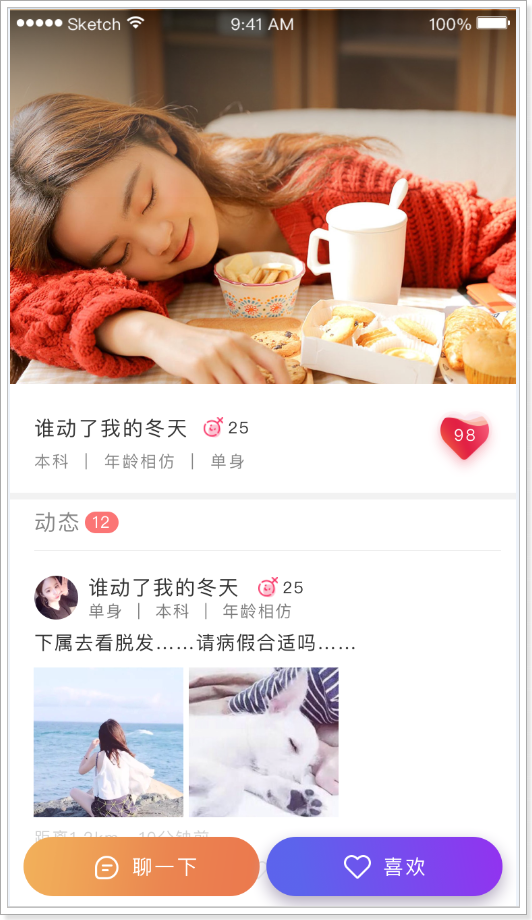 Sketch 9:41 AM 100%
谁动了我的冬天 25
98
本科 | 年龄相仿 | 单身
动态 12
谁动了我的冬天 25
单身 | 本科 | 年龄相仿
下属去看脱发……请病假合适吗……
聊一下 喜欢